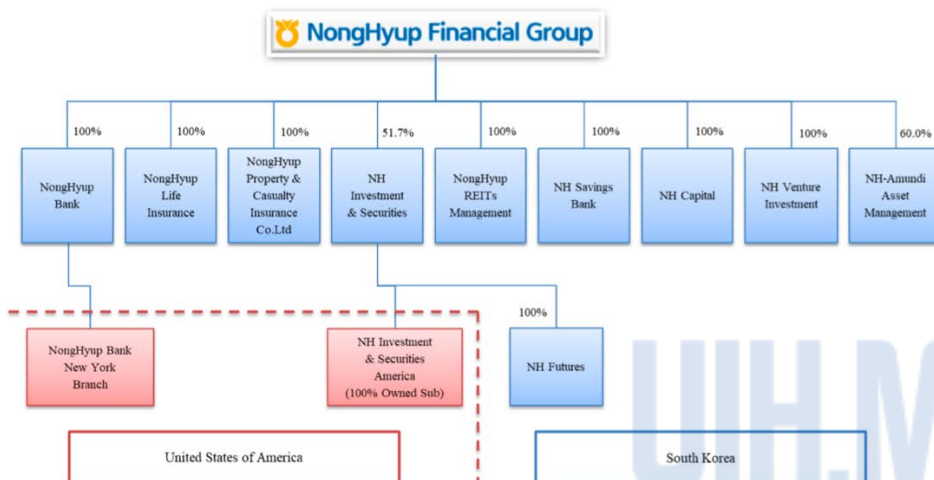 NongHyup Financial Group
100%
100%
100%
51.7%
100%
100%
100%
100%
60.0%
NongHyup
Bank
NongHyup
Life
Insurance
NongHyup
Property &
Casualty
Insurance
Co.Ltd
NH
Investment
& Securities
NongHyup
REITs
Management
NH Savings
Bank
NH Capital
NH Venture
Investment
NH-Amundi
Asset
Management
NongHyup Bank
New York
Branch
NH Investment
& Securities
America
(100% Owned Sub)
100%
NH Futures
United States of America
South Korea
UIH.M